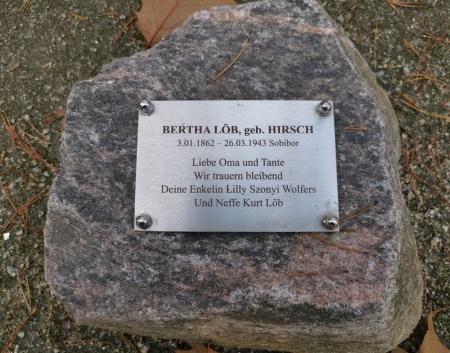 BERTHA LÖB, geb. HIRSCH
3.01.1862 – 26.03.1943 Sobibor
Liebe Oma und Tante
Wir trauern bleibend
Deine Enkelin Lilly Szonyi Wolfers
Und Neffe Kurt Löb